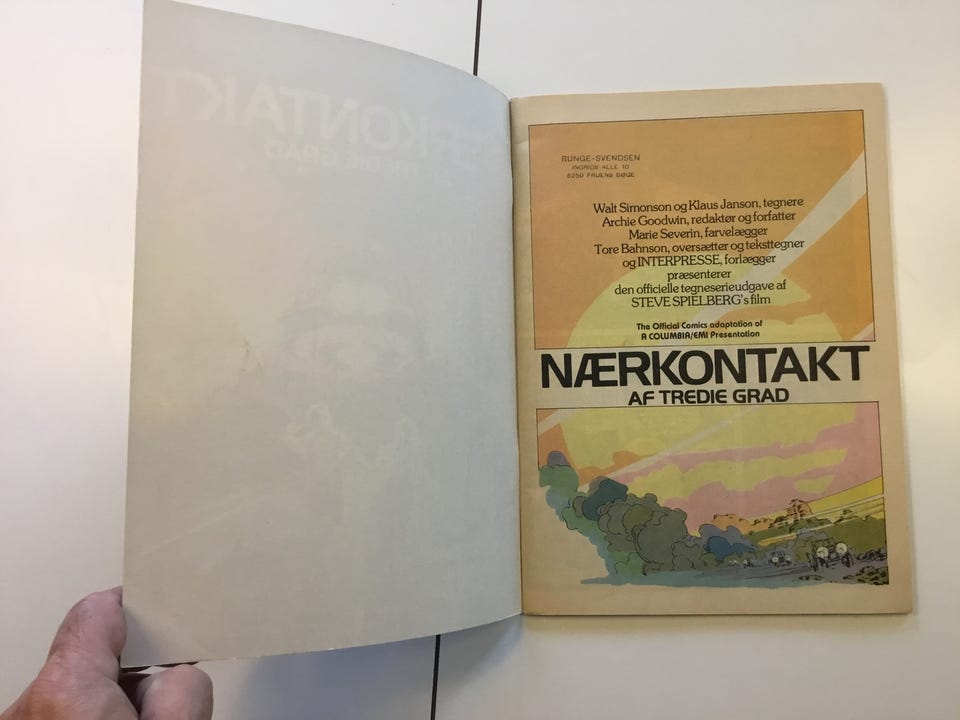 RUNGE-SVENDSEN
INGRIDS ALLE 10
5250 FRUENS BØGE
Walt Simonson og Klaus Janson, tegnere
Archie Goodwin, redaktør og forfatter
Marie Severin, farvelægger
Tore Bahnson, oversætter og teksttegner
og INTERPRESSE, forlægger
præsenterer
den officielle tegneserieudgave af
STEVE SPIELBERG's film
The Official Comics adaptation of
A COLUMBIA/EMI Presentation
NÆRKONTAKT
AF TREDIE GRAD